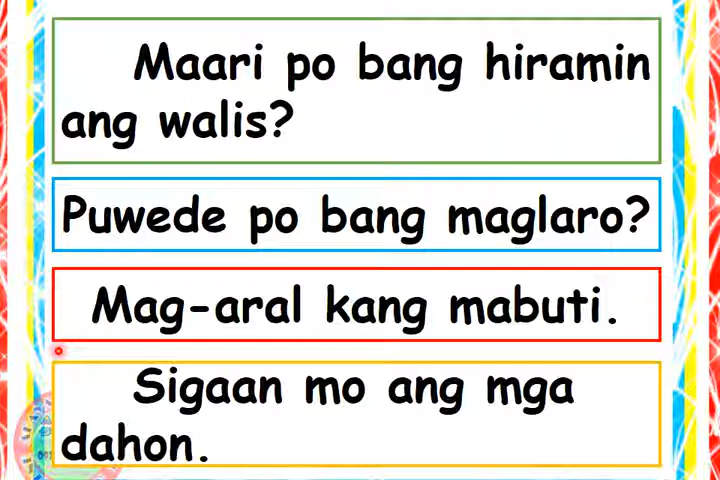 Maari po bang hiramin
ang walis?
Puwede po bang maglaro?
Mag-aral kang mabuti.
Sigaan mo ang mga
dahon.